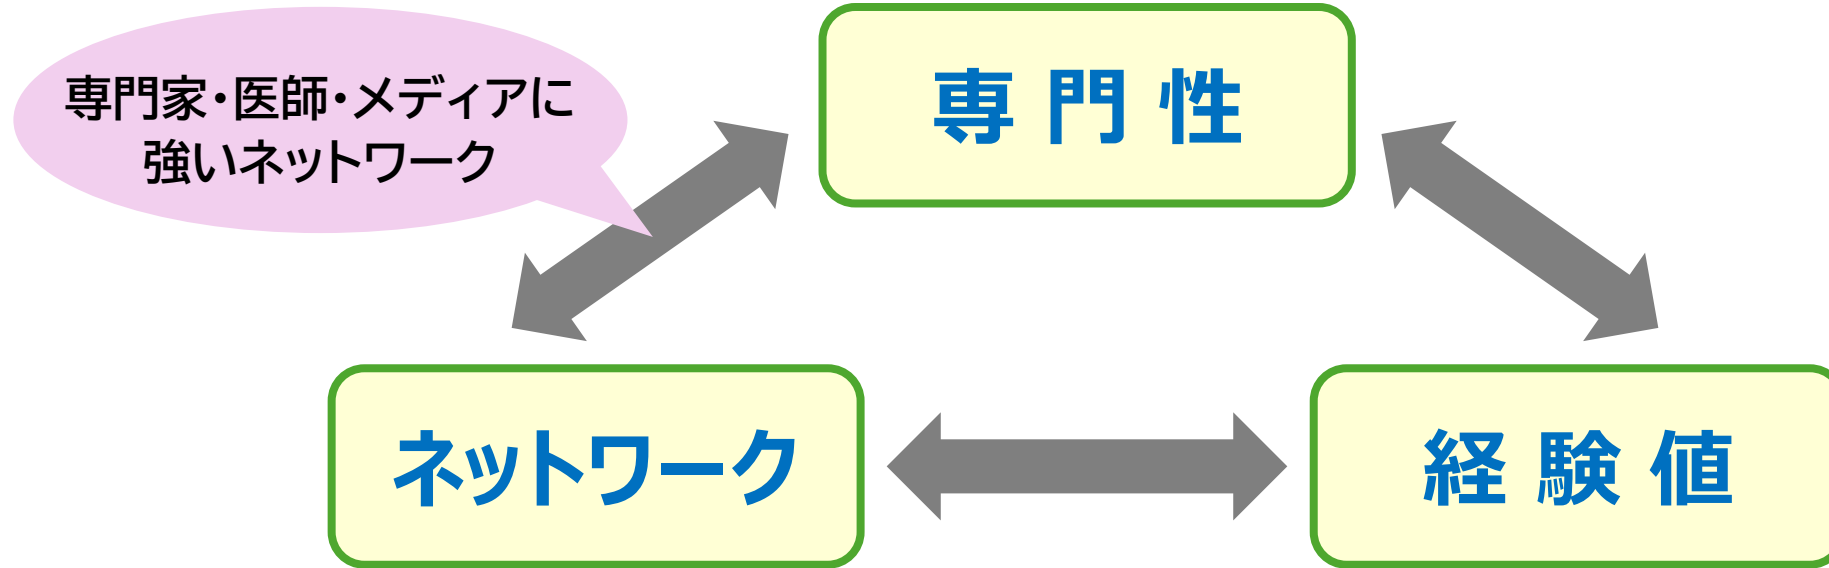 専門家・医師・メディアに
強いネットワーク
専門性
ネットワーク
経験値